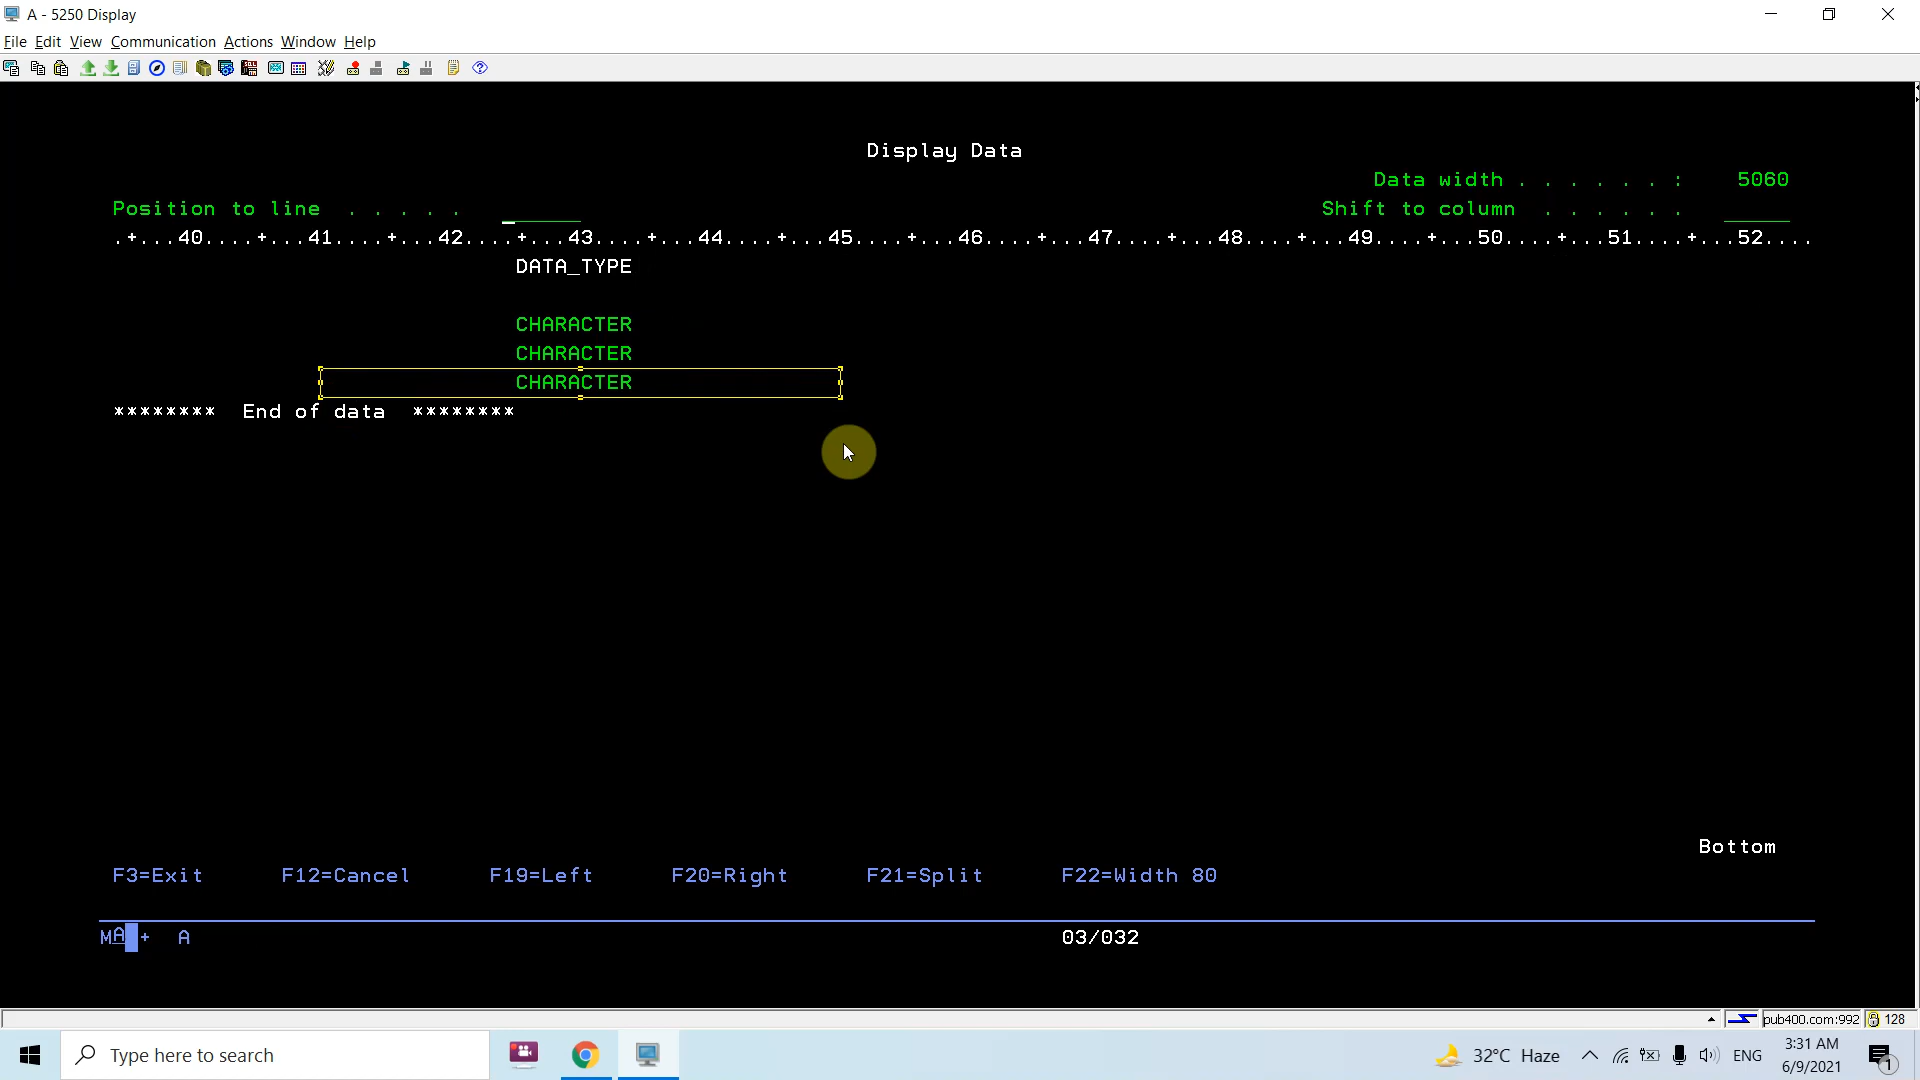 A - 5250 Display
File Edit View Communication Actions Window Help
Display Data
Data width . . . . . . : 5060
Position to line . . . . . Shift to column . . . . . .
.+...40....+...41....+...42....+...43....+...44....+...45....+...46....+...47....+...48....+...49....+...50....+...51....+...52....
DATA_TYPE
CHARACTER
CHARACTER
CHARACTER
******** End of data ********
Bottom
F3=Exit F12=Cancel F19=Left F20=Right F21=Split F22=Width 80
MA + A 03/032
pub400.com:992 128
Type here to search 32°C Haze ENG 3:31 AM
6/9/2021
1